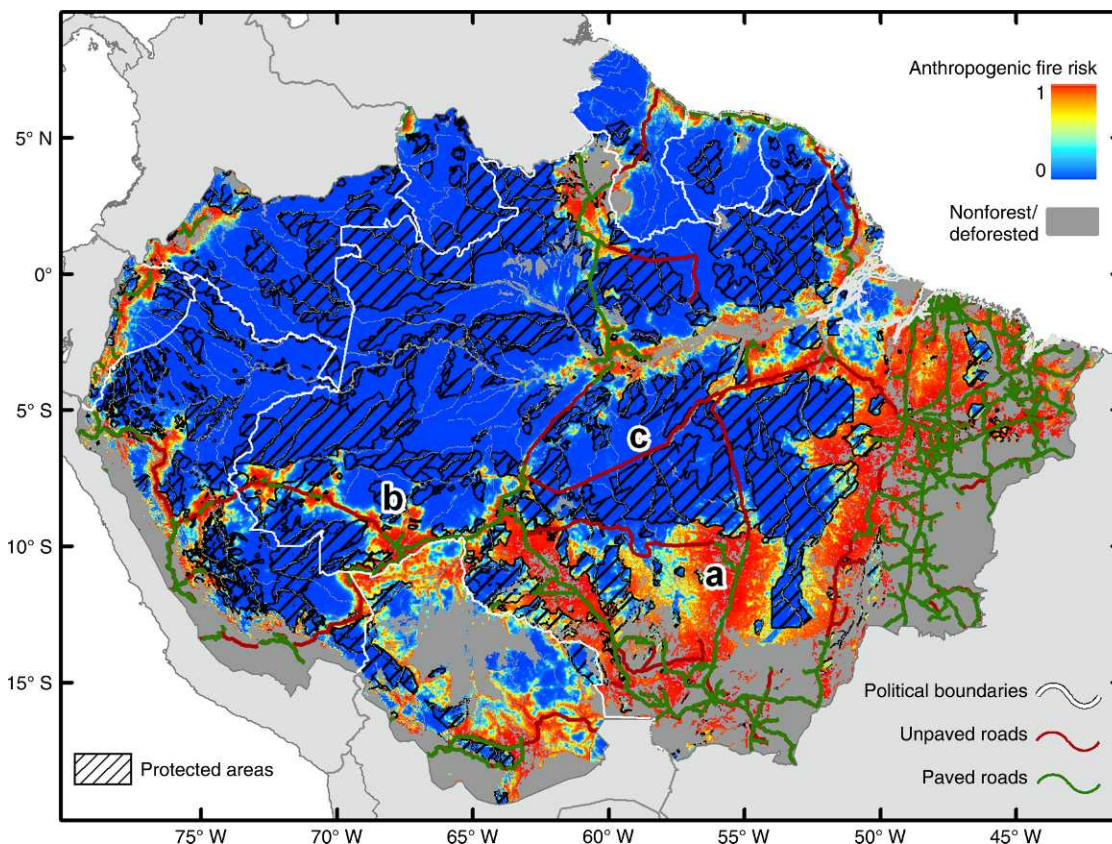 Anthropogenic fire risk
1
0
Nonforest/
deforested
5° N
0°
5° S
10° S
15° S
c
b
a
Political boundaries
Unpaved roads
Paved roads
Protected areas
75° W
70° W
65° W
60° W
55° W
50° W
45° W